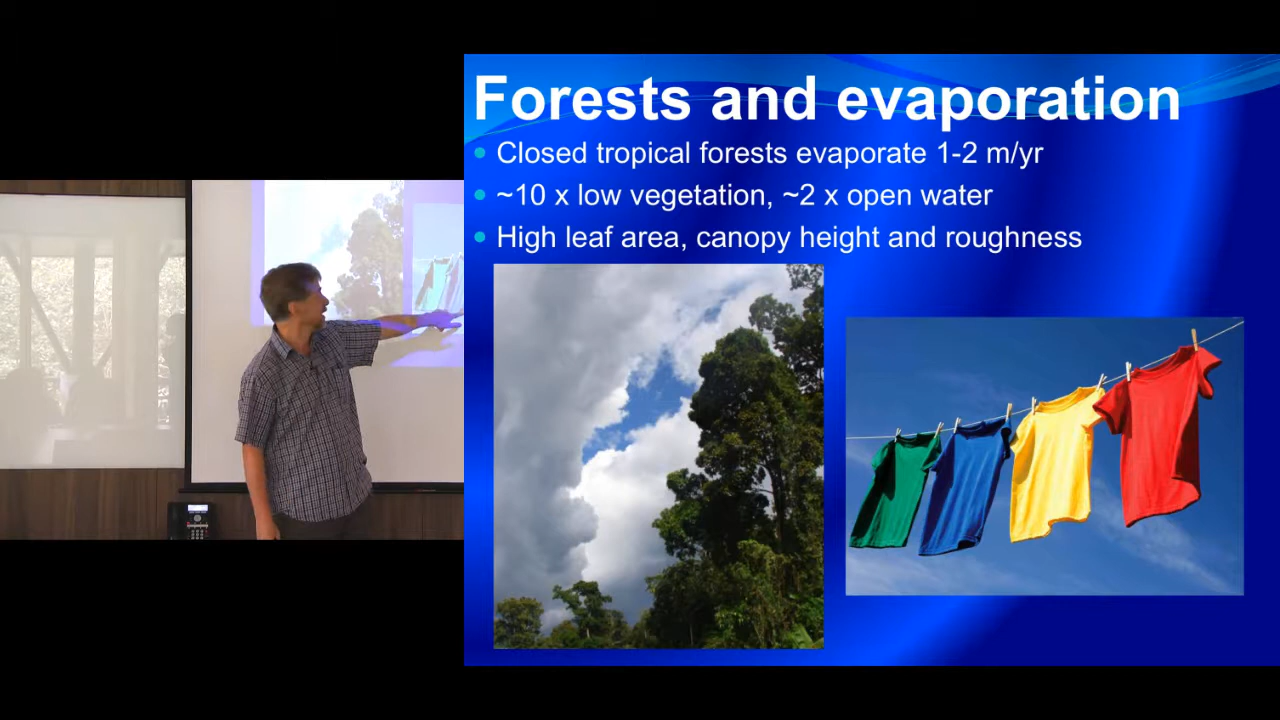 Forests and evaporation
Closed tropical forests evaporate 1-2 m/yr
~10 x low vegetation, ~2 x open water
High leaf area, canopy height and roughness